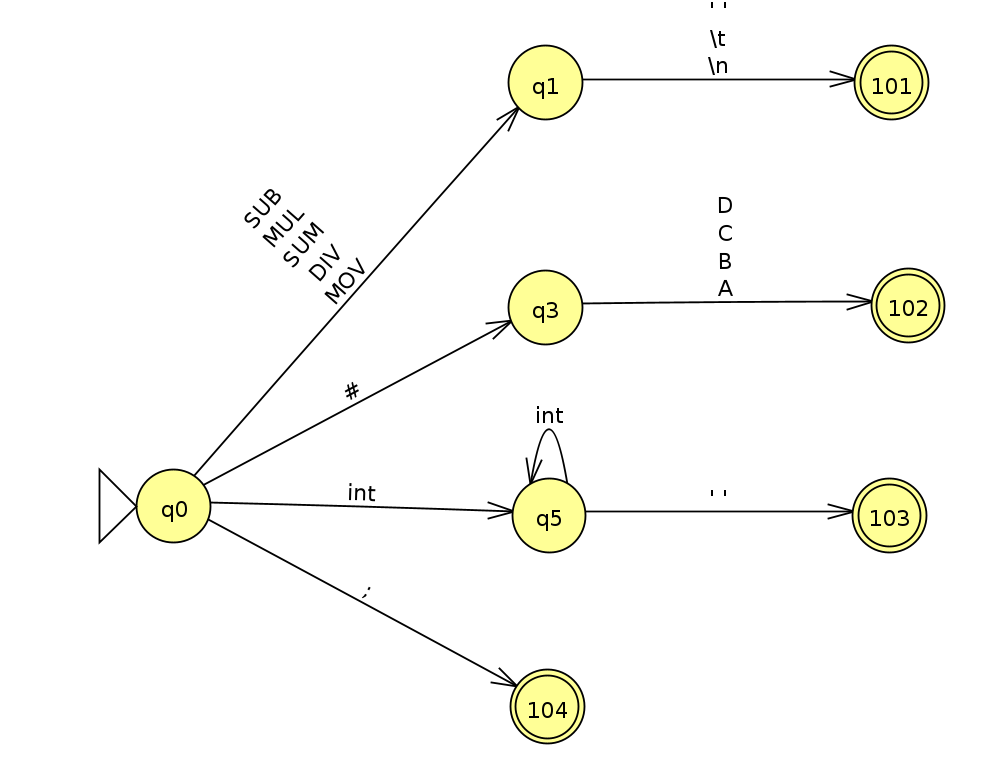 ' '
\t
\n
q1
101
SUB
MUL
SUM
DIV
MOV
D
C
B
A
q3
102
#
int
q0
int
q5
' '
103
;
104